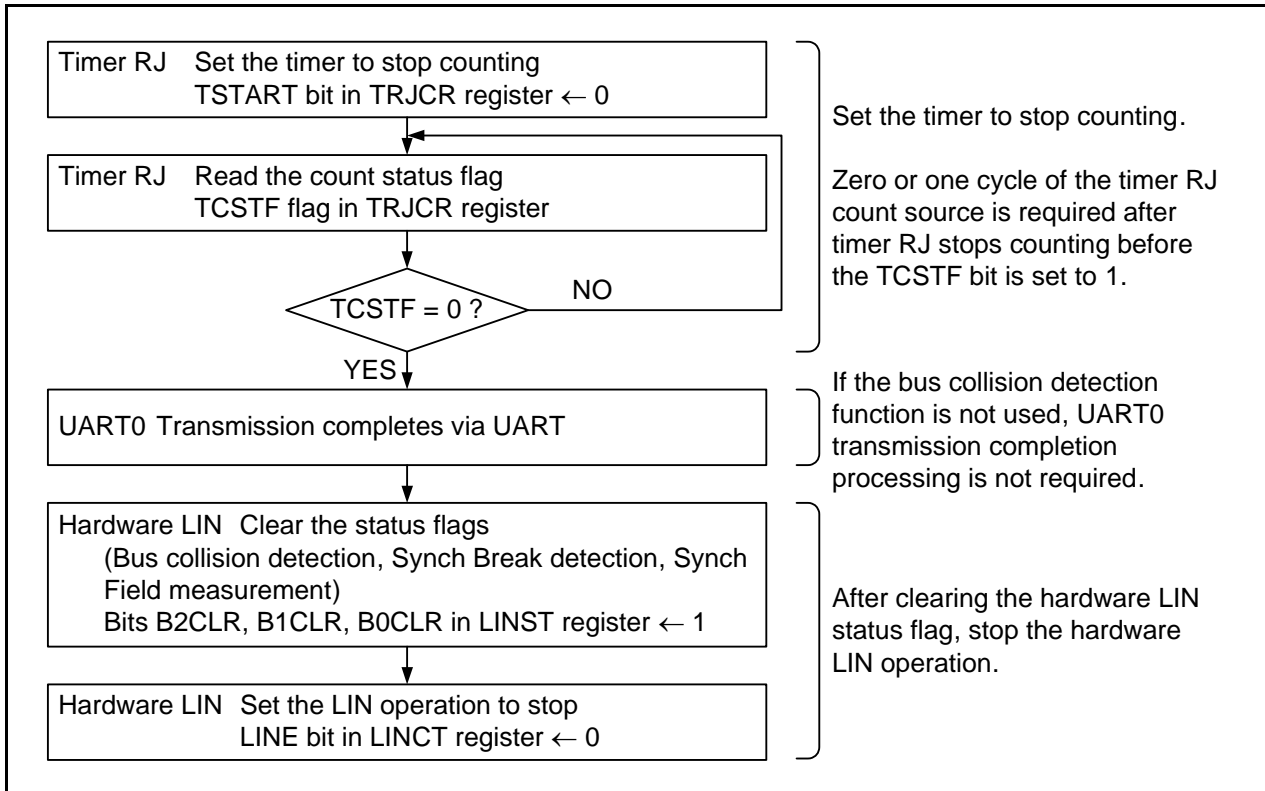 Timer RJ Set the timer to stop counting
TSTART bit in TRJCR register ← 0
Timer RJ Read the count status flag
TCSTF flag in TRJCR register
TCSTF = 0 ?
NO
YES
Set the timer to stop counting.
Zero or one cycle of the timer RJ
count source is required after
timer RJ stops counting before
the TCSTF bit is set to 1.
UART0 Transmission completes via UART
If the bus collision detection
function is not used, UART0
transmission completion
processing is not required.
Hardware LIN Clear the status flags
(Bus collision detection, Synch Break detection, Synch
Field measurement)
Bits B2CLR, B1CLR, B0CLR in LINST register ← 1
Hardware LIN Set the LIN operation to stop
LINE bit in LINCT register ← 0
After clearing the hardware LIN
status flag, stop the hardware
LIN operation.